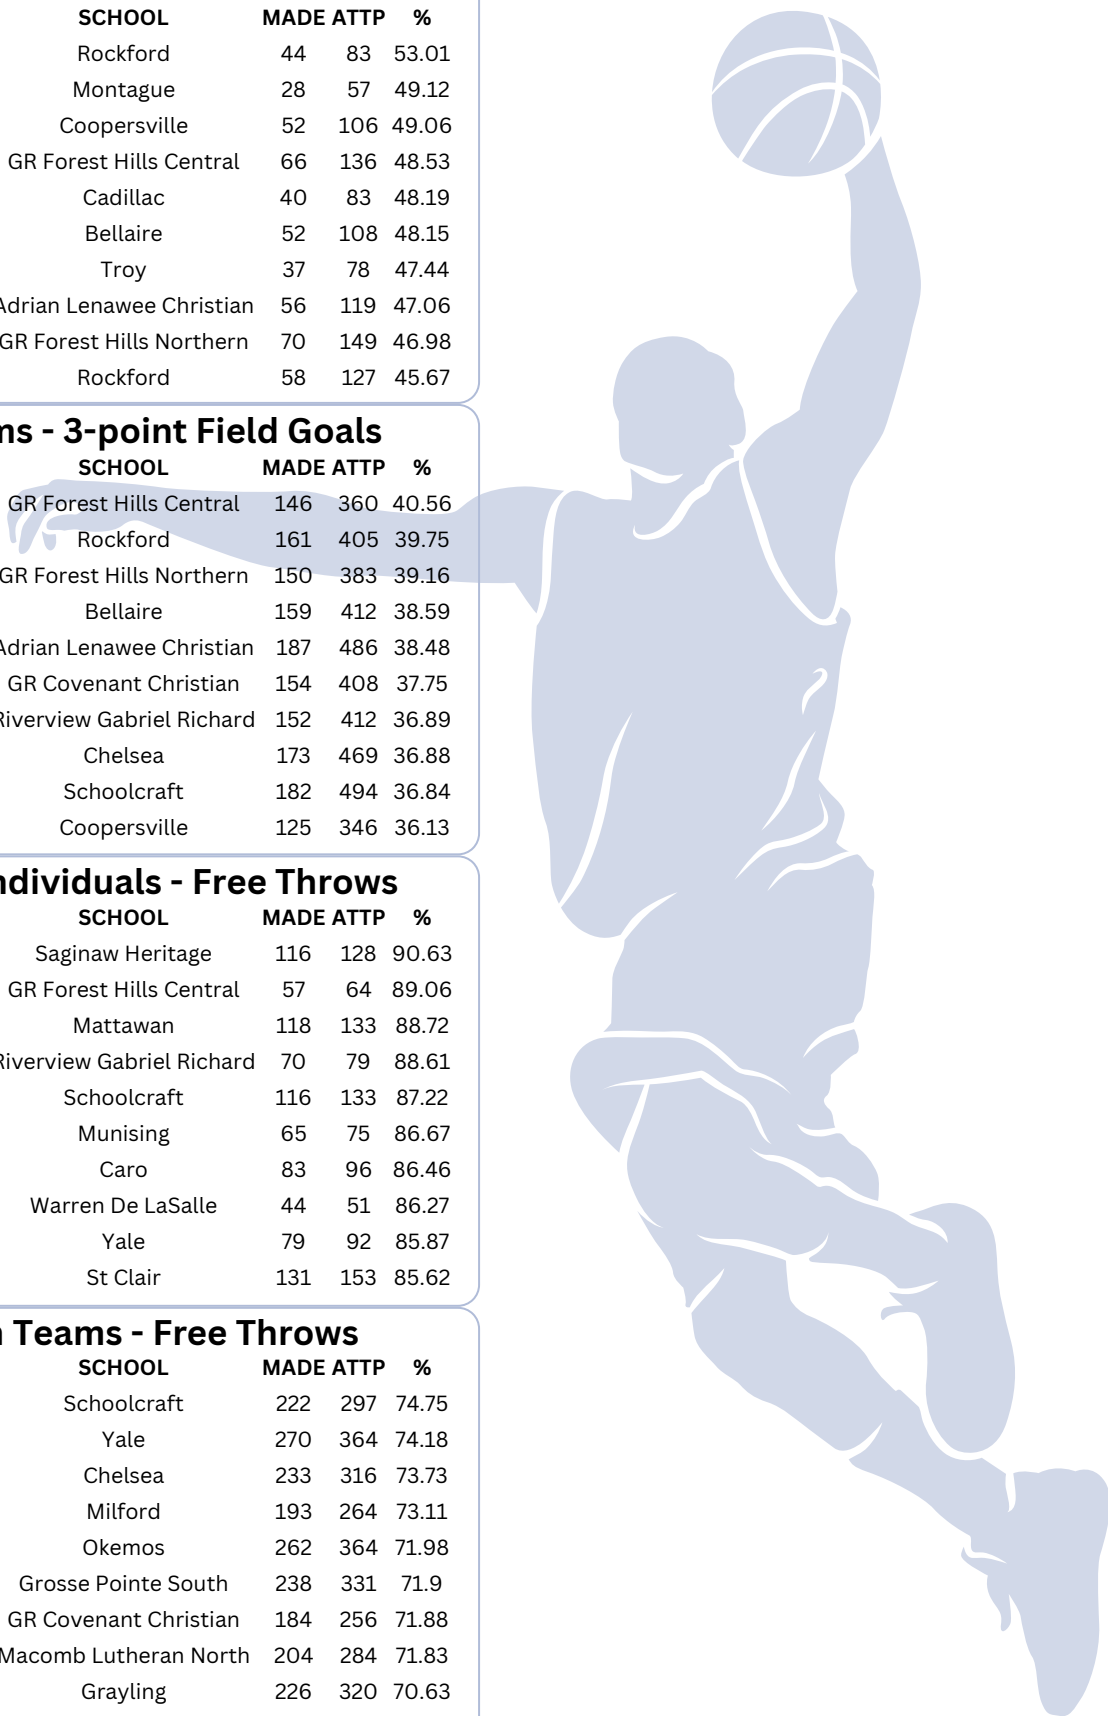 SCHOOL MADE ATTP %
Rockford 44 83 53.01
Montague 28 57 49.12
Coopersville 52 106 49.06
GR Forest Hills Central 66 136 48.53
Cadillac 40 83 48.19
Bellaire 52 108 48.15
Troy 37 78 47.44
Adrian Lenawee Christian 56 119 47.06
GR Forest Hills Northern 70 149 46.98
Rockford 58 127 45.67
ms - 3-point Field Goals
SCHOOL MADE ATTP %
GR Forest Hills Central 146 360 40.56
Rockford 161 405 39.75
GR Forest Hills Northern 150 383 39.16
Bellaire 159 412 38.59
Adrian Lenawee Christian 187 486 38.48
GR Covenant Christian 154 408 37.75
Riverview Gabriel Richard 152 412 36.89
Chelsea 173 469 36.88
Schoolcraft 182 494 36.84
Coopersville 125 346 36.13
ndividuals - Free Throws
SCHOOL MADE ATTP %
Saginaw Heritage 116 128 90.63
GR Forest Hills Central 57 64 89.06
Mattawan 118 133 88.72
Riverview Gabriel Richard 70 79 88.61
Schoolcraft 116 133 87.22
Munising 65 75 86.67
Caro 83 96 86.46
Warren De LaSalle 44 51 86.27
Yale 79 92 85.87
St Clair 131 153 85.62
Teams - Free Throws
SCHOOL MADE ATTP %
Schoolcraft 222 297 74.75
Yale 270 364 74.18
Chelsea 233 316 73.73
Milford 193 264 73.11
Okemos 262 364 71.98
Grosse Pointe South 238 331 71.9
GR Covenant Christian 184 256 71.88
Macomb Lutheran North 204 284 71.83
Grayling 226 320 70.63